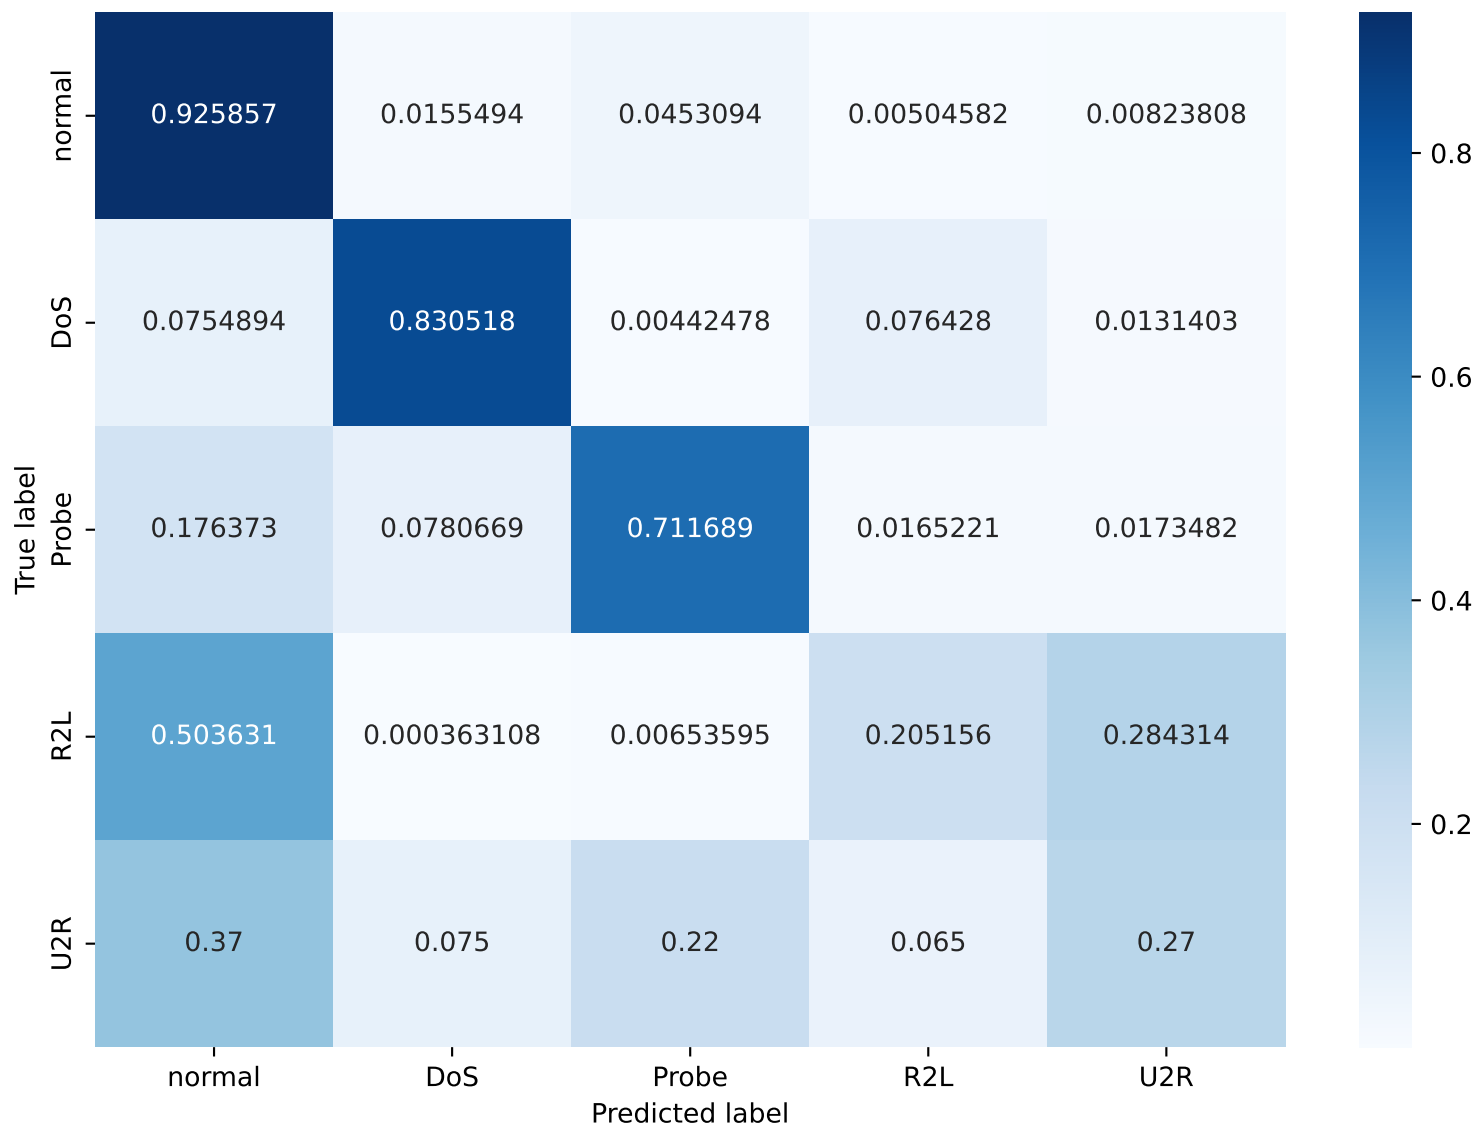 normal 0.925857 0.0155494 0.0453094 0.00504582 0.00823808
0.8
DoS 0.0754894 0.830518 0.00442478 0.076428 0.0131403
0.6
True label
Probe 0.176373 0.0780669 0.711689 0.0165221 0.0173482
0.4
R2L 0.503631 0.000363108 0.00653595 0.205156 0.284314
0.2
U2R 0.37 0.075 0.22 0.065 0.27
normal DoS Probe R2L U2R
Predicted label